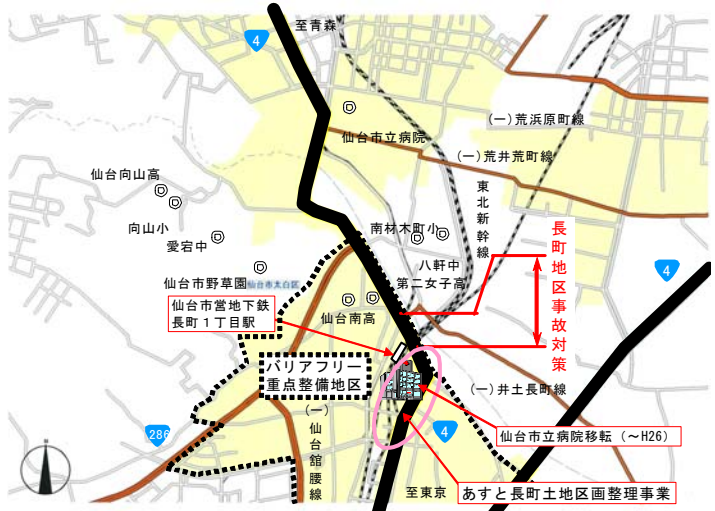 至青森
4
仙台市立病院
(一)荒浜原町線
(一)荒井荒町線
仙台向山高
向山小
愛宕中
南材木町小
東北新幹線
八軒中
第二女子高
長町地区事故対策
4
仙台市野草園
仙台市太白区
仙台市営地下鉄
長町1丁目駅
仙台南高
バリアフリー
重点整備地区
(一)井土長町線
(一)仙台舘腰線
286
4
仙台市立病院移転(~H26)
至東京
あすと長町土地区画整理事業